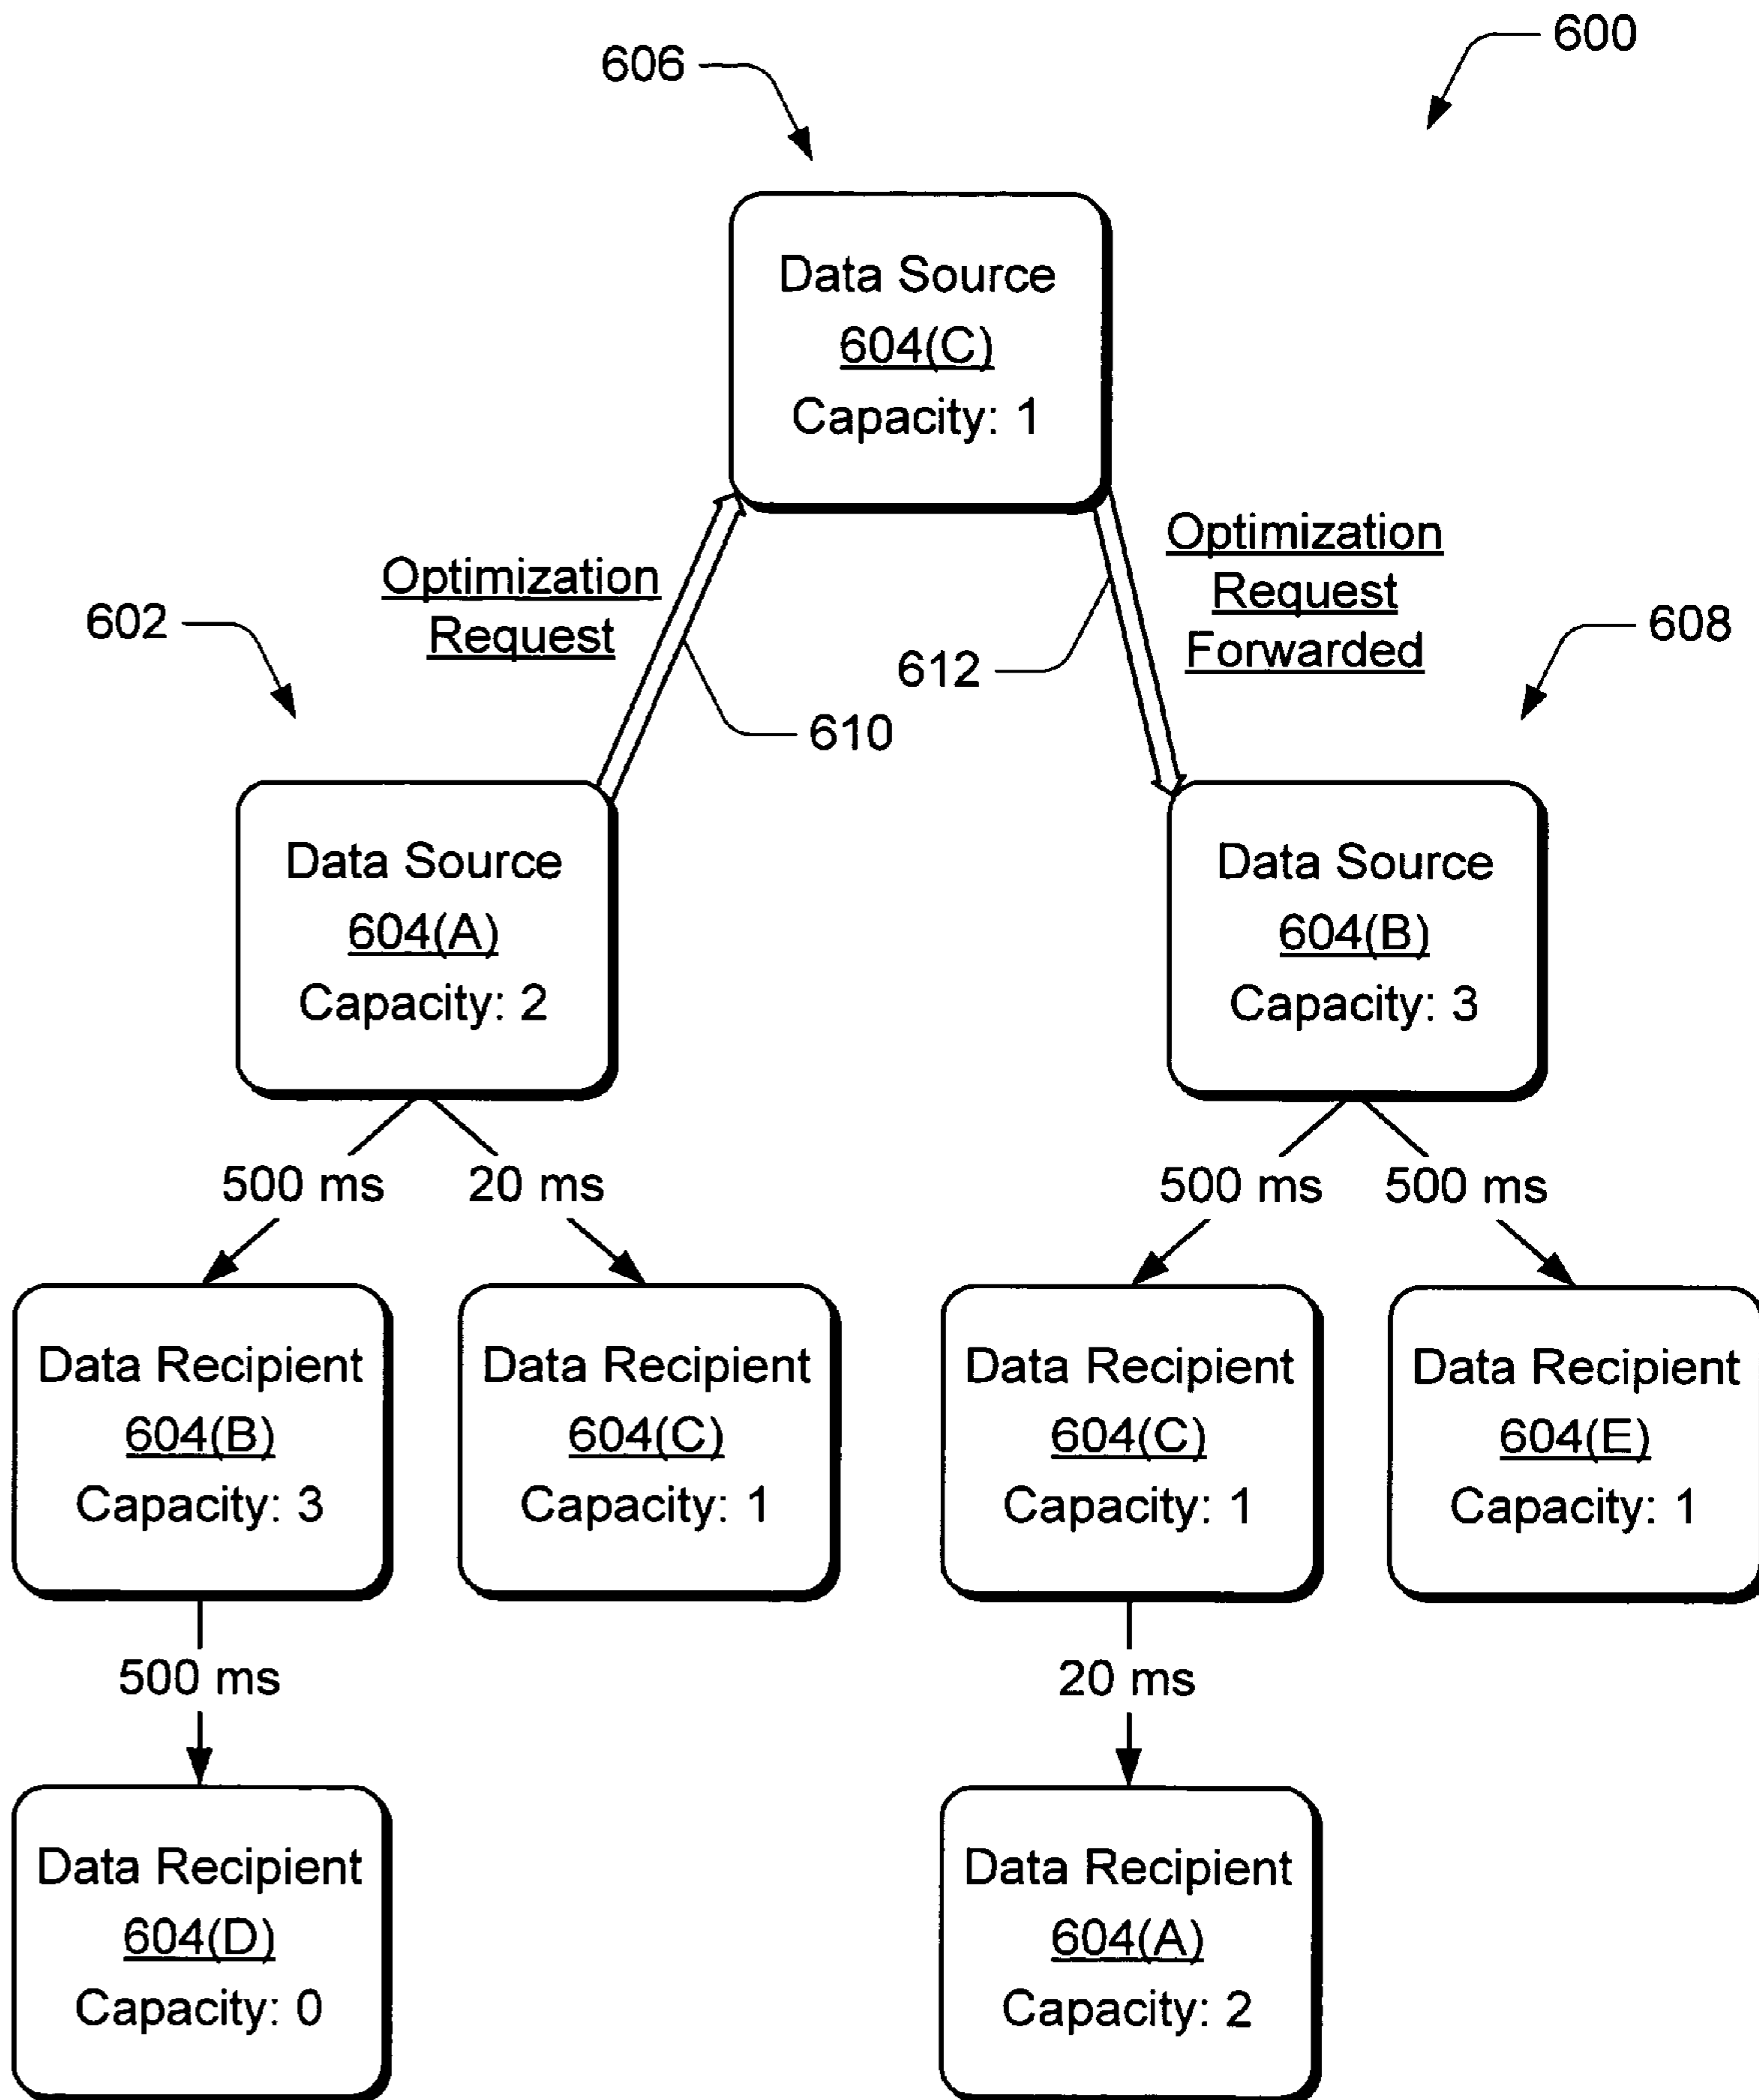 600
606
Data Source
604(C)
Capacity: 1
Optimization
Request
Optimization
Request
Forwarded
602
608
612
610
Data Source
604(A)
Capacity: 2
Data Source
604(B)
Capacity: 3
500 ms
20 ms
500 ms
500 ms
Data Recipient
604(B)
Capacity: 3
Data Recipient
604(C)
Capacity: 1
Data Recipient
604(C)
Capacity: 1
Data Recipient
604(E)
Capacity: 1
500 ms
20 ms
Data Recipient
604(D)
Capacity: 0
Data Recipient
604(A)
Capacity: 2